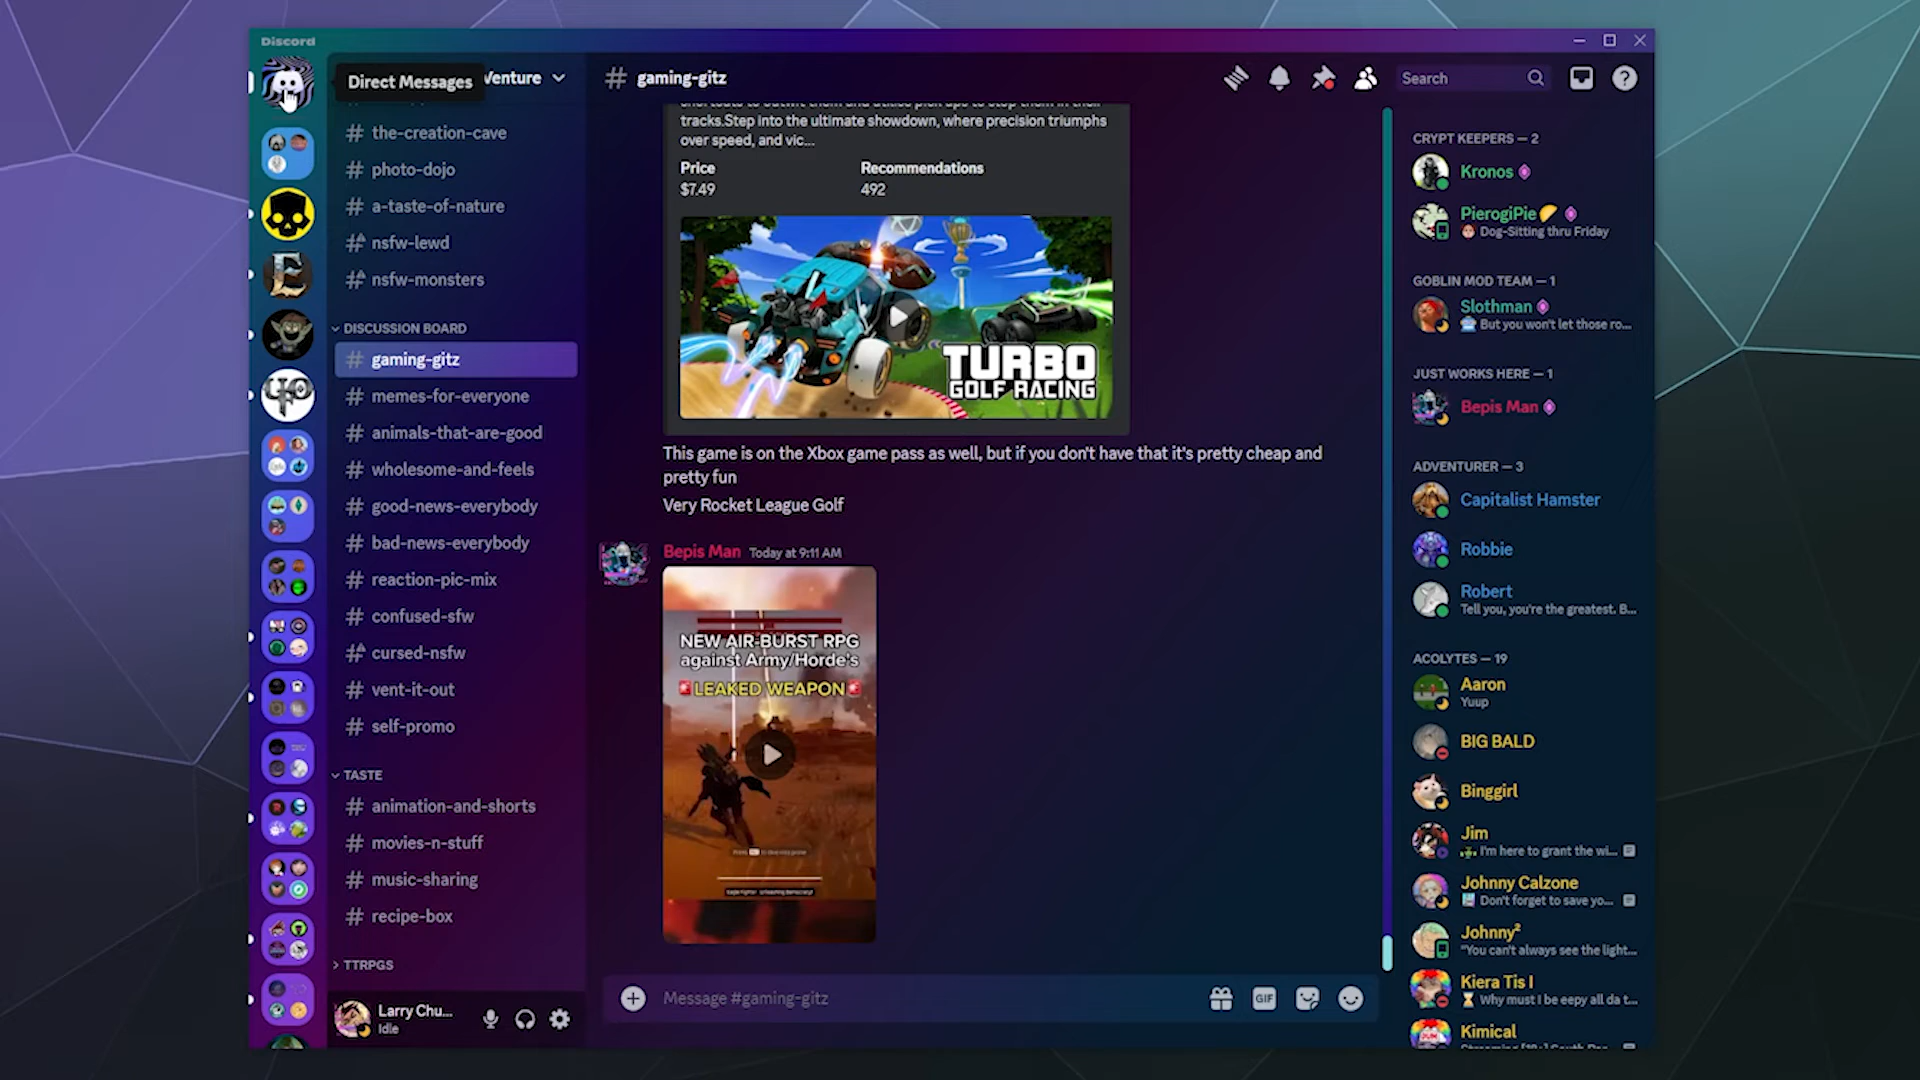 Discord
Direct Messages
Venture
the-creation-cave
photo-dojo
a-taste-of-nature
nsfw-lewd
nsfw-monsters
DISCUSSION BOARD
gaming-gitz
memes-for-everyone
animals-that-are-good
wholesome-and-feels
good-news-everybody
bad-news-everybody
reaction-pic-mix
confused-sfw
cursed-nsfw
vent-it-out
self-promo
TASTE
animation-and-shorts
movies-n-stuff
music-sharing
recipe-box
TTRPGS
Larry Chu...
Idle
gaming-gitz
Search
tracks.Step into the ultimate showdown, where precision triumphs
over speed, and vic...
Price
Recommendations
$7.49
492
TURBO
GOLF RACING
This game is on the Xbox game pass as well, but if you don't have that it's pretty cheap and
pretty fun
Very Rocket League Golf
Bepis Man Today at 9:11 AM
NEW AIR-BURST RPG
against Army/Horde's
🚨LEAKED WEAPON🚨
Message #gaming-gitz
GIF
CRYPT KEEPERS — 2
Kronos
PierogiPie
Dog-Sitting thru Friday
GOBLIN MOD TEAM — 1
Slothman
But you won't let those ro...
JUST WORKS HERE — 1
Bepis Man
ADVENTURER — 3
Capitalist Hamster
Robbie
Robert
Tell you, you're the greatest. B...
ACOLYTES — 19
Aaron
Yuup
BIG BALD
Binggirl
Jim
I'm here to grant the wi...
Johnny Calzone
Don't forget to save yo...
Johnny²
"You can't always see the light...
Kiera Tis I
Why must I be eepy all da t...
Kimical